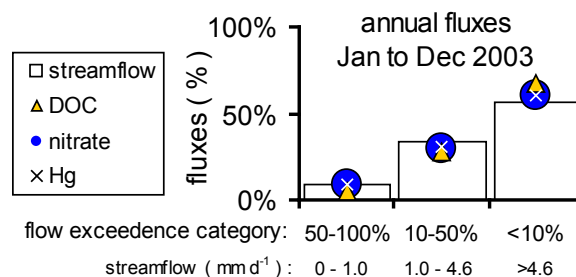 annual fluxes
Jan to Dec 2003
streamflow
DOC
nitrate
Hg
fluxes ( % )
100%
50%
0%
flow exceedence category: 50-100% 10-50% <10%
streamflow ( mm d⁻¹) : 0 - 1.0 1.0 - 4.6 >4.6